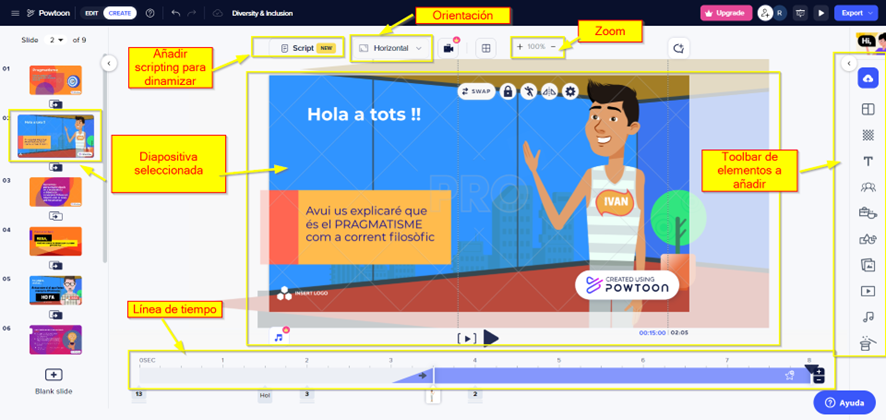 Powtoon
EDIT
CREATE
Diversity & Inclusion
Upgrade
R
Export
Orientación
Zoom
Hi,
Slide
2
of 9
Añadir
scripting para
dinamizar
Script
NEW
Horizontal
+ 100% −
01
02
Diapositiva
seleccionada
SWAP
Hola a tots !!
IVAN
PRO
Avui us explicaré que
és el PRAGMATISME
com a corrent filosòfic
INSERT LOGO
CREATED USING
POWTOON
Toolbar de
elementos a
añadir
03
04
05
06
Blank slide
Línea de tiempo
00:15:00
02:05
0SEC
1
2
3
4
5
6
7
8
13
Hol
3
2
Ayuda